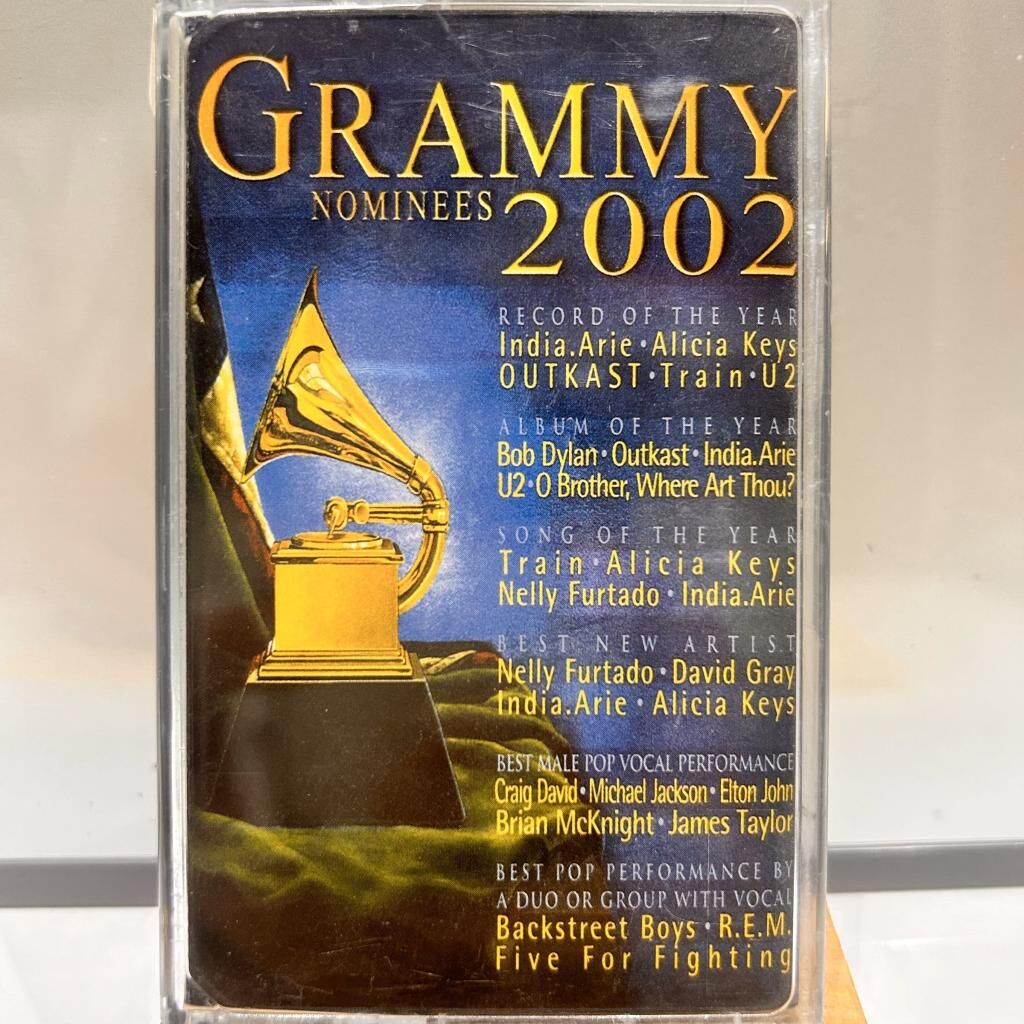 GRAMMY
NOMINEES 2002
RECORD OF THE YEAR
India.Arie • Alicia Keys
OUTKAST • Train • U2
ALBUM OF THE YEAR
Bob Dylan • Outkast • India.Arie
U2 • O Brother, Where Art Thou?
SONG OF THE YEAR
Train • Alicia Keys
Nelly Furtado • India.Arie
BEST NEW ARTIST
Nelly Furtado • David Gray
India.Arie • Alicia Keys
BEST MALE POP VOCAL PERFORMANCE
Craig David • Michael Jackson • Elton John
Brian McKnight • James Taylor
BEST POP PERFORMANCE BY
A DUO OR GROUP WITH VOCAL
Backstreet Boys • R.E.M.
Five For Fighting